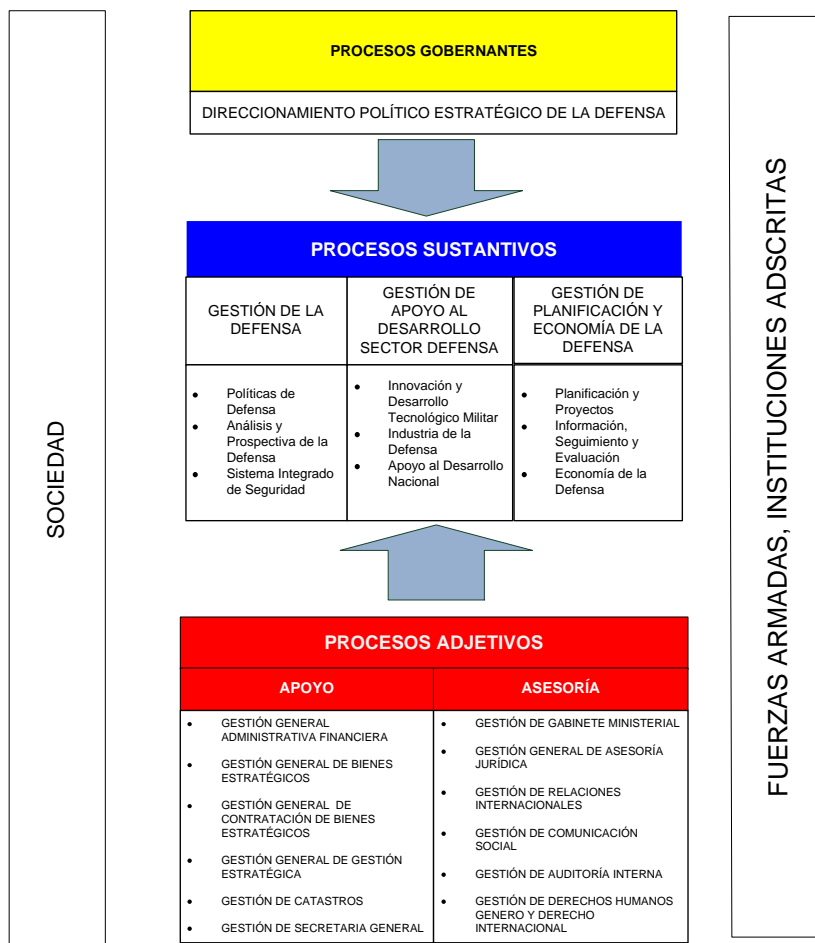 SOCIEDAD
PROCESOS GOBERNANTES
DIRECCIONAMIENTO POLÍTICO ESTRATÉGICO DE LA DEFENSA
PROCESOS SUSTANTIVOS
GESTIÓN DE LA
DEFENSA
• Políticas de
Defensa
• Análisis y
Prospectiva de la
Defensa
• Sistema Integrado
de Seguridad
GESTIÓN DE
APOYO AL
DESARROLLO
SECTOR DEFENSA
• Innovación y
Desarrollo
Tecnológico Militar
• Industria de la
Defensa
• Apoyo al Desarrollo
Nacional
GESTIÓN DE
PLANIFICACIÓN Y
ECONOMÍA DE LA
DEFENSA
• Planificación y
Proyectos
• Información,
Seguimiento y
Evaluación
• Economía de la
Defensa
PROCESOS ADJETIVOS
APOYO
• GESTIÓN GENERAL
ADMINISTRATIVA FINANCIERA
• GESTIÓN GENERAL DE BIENES
ESTRATÉGICOS
• GESTIÓN GENERAL DE
CONTRATACIÓN DE BIENES
ESTRATÉGICOS
• GESTIÓN GENERAL DE GESTIÓN
ESTRATÉGICA
• GESTIÓN DE CATASTROS
• GESTIÓN DE SECRETARIA GENERAL
ASESORÍA
• GESTIÓN DE GABINETE MINISTERIAL
• GESTIÓN GENERAL DE ASESORÍA
JURÍDICA
• GESTIÓN DE RELACIONES
INTERNACIONALES
• GESTIÓN DE COMUNICACIÓN
SOCIAL
• GESTIÓN DE AUDITORÍA INTERNA
• GESTIÓN DE DERECHOS HUMANOS
GENERO Y DERECHO
INTERNACIONAL
FUERZAS ARMADAS, INSTITUCIONES ADSCRITAS